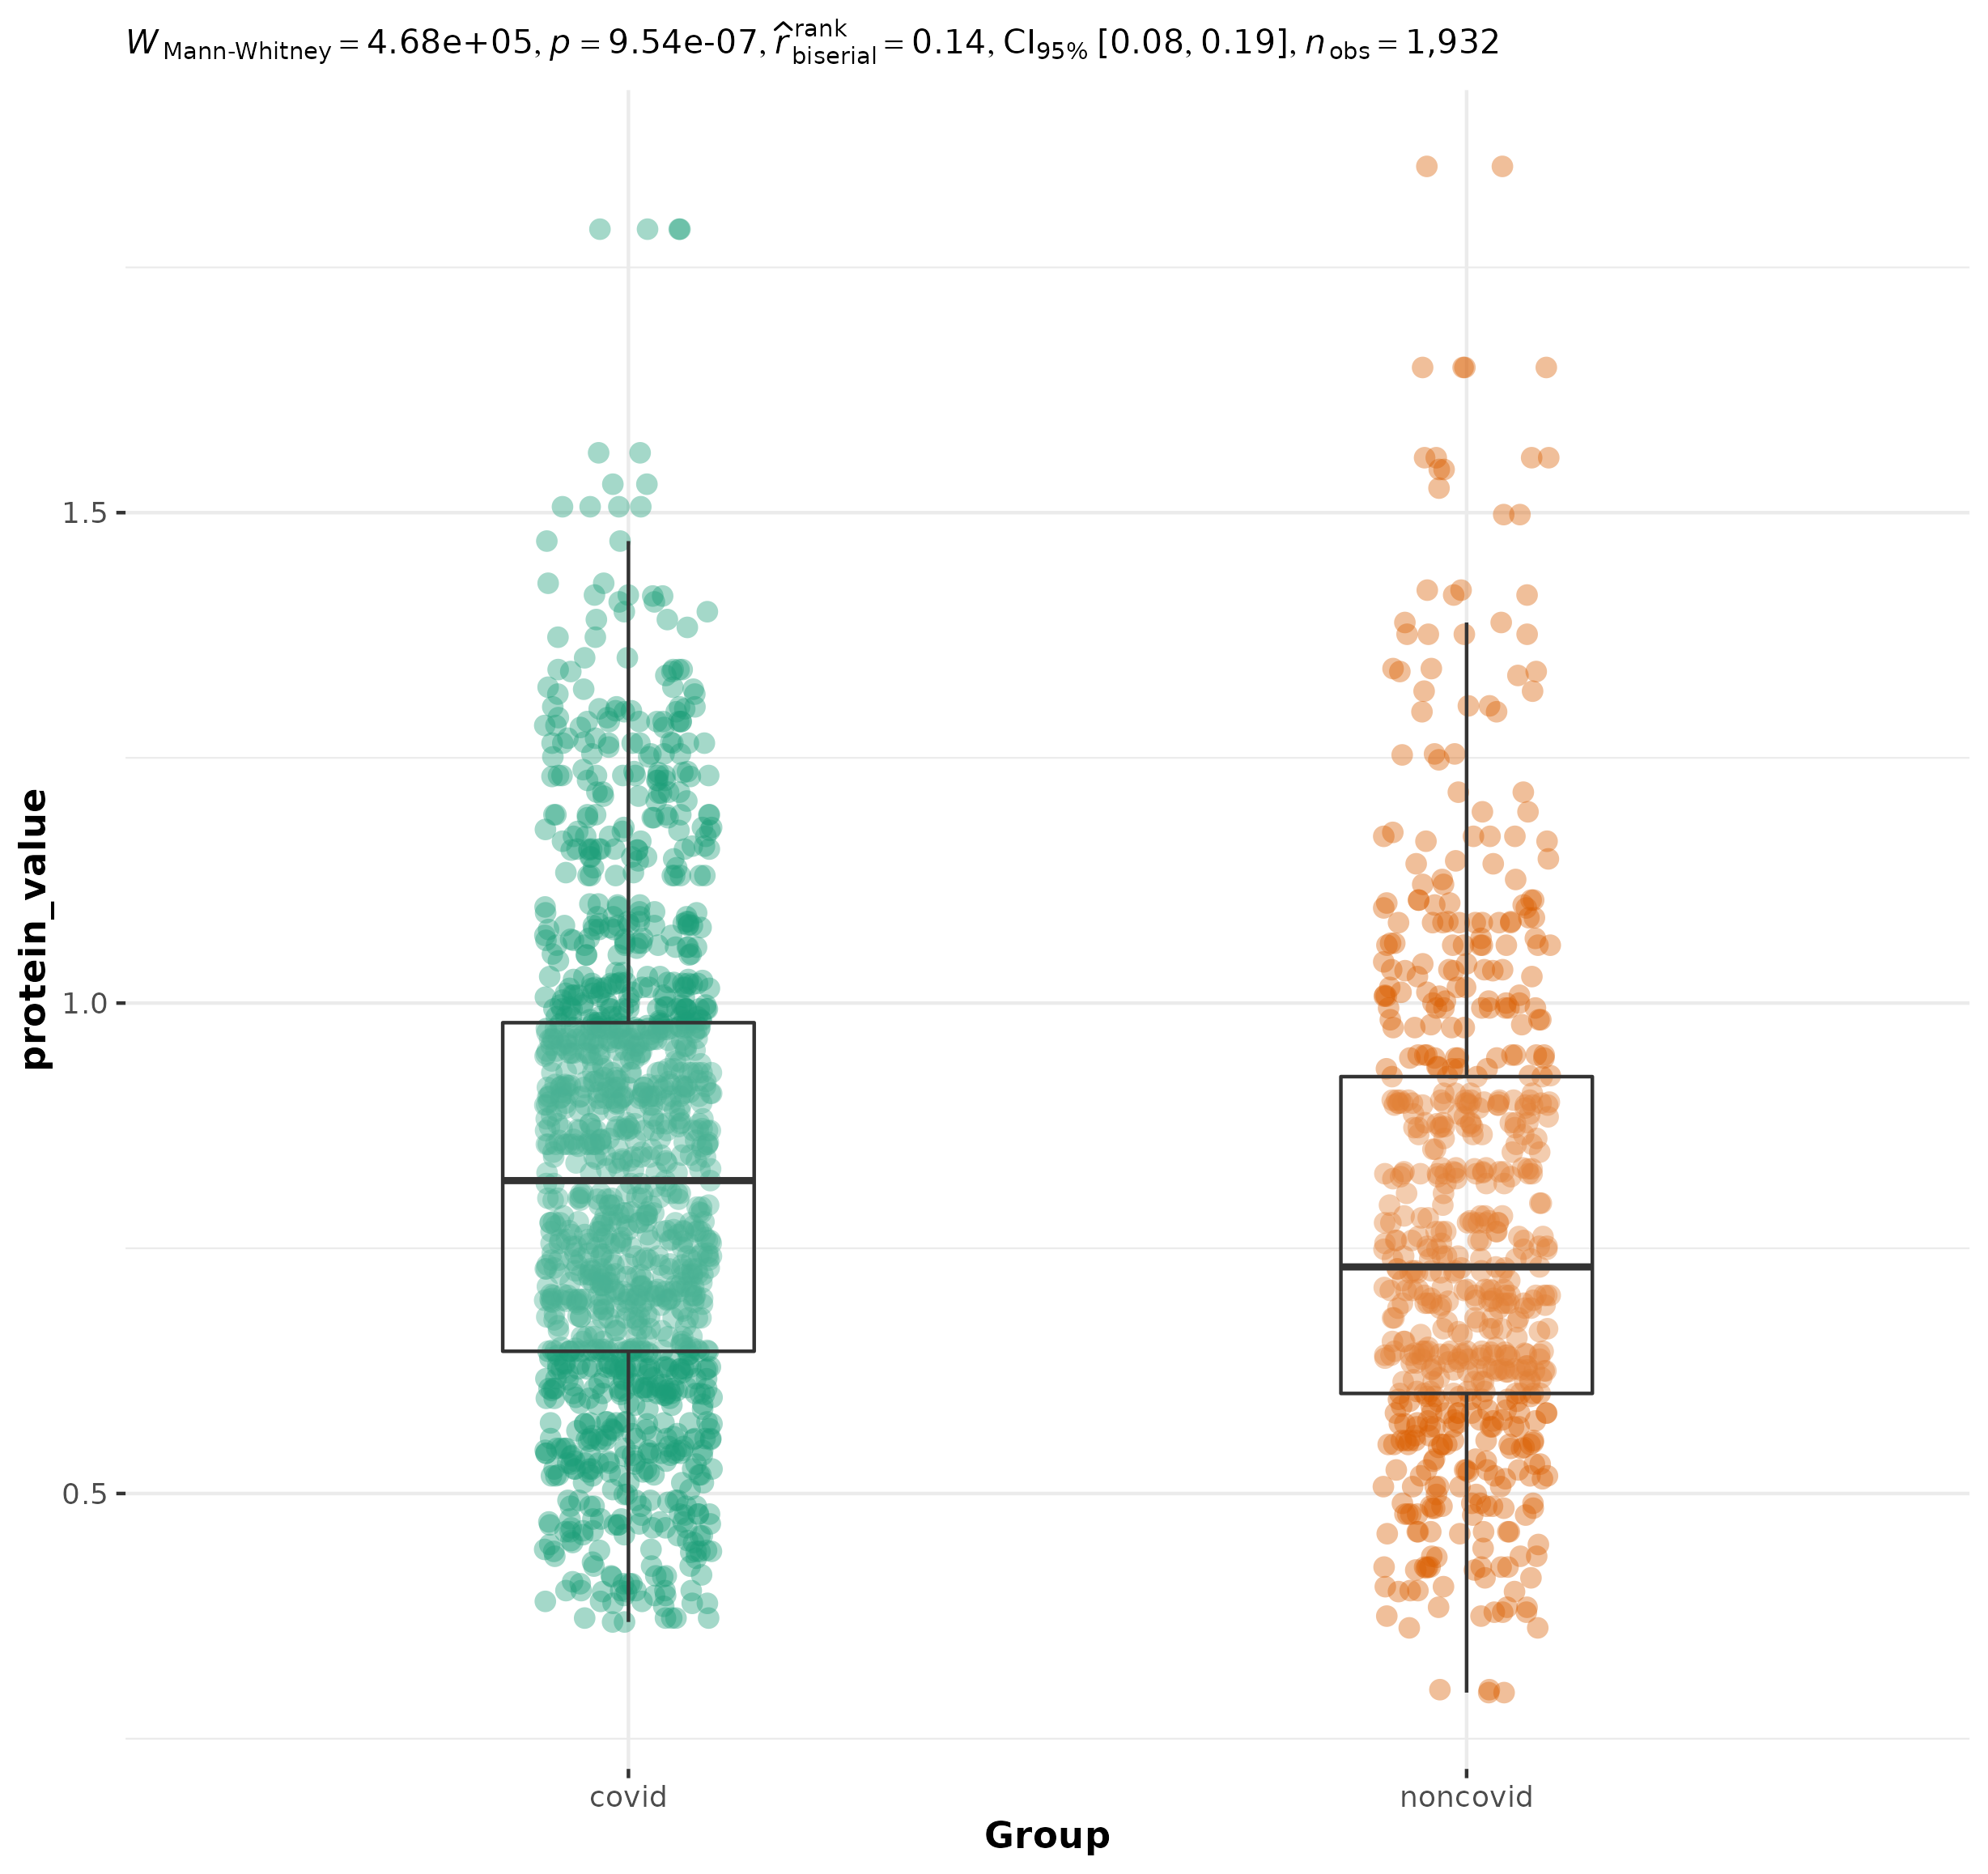 W Mann-Whitney = 4.68e+05, p = 9.54e-07, r̂ rank biserial = 0.14, CI95% [0.08, 0.19], n obs = 1,932
1.5
1.0
0.5
protein_value
covid noncovid
Group